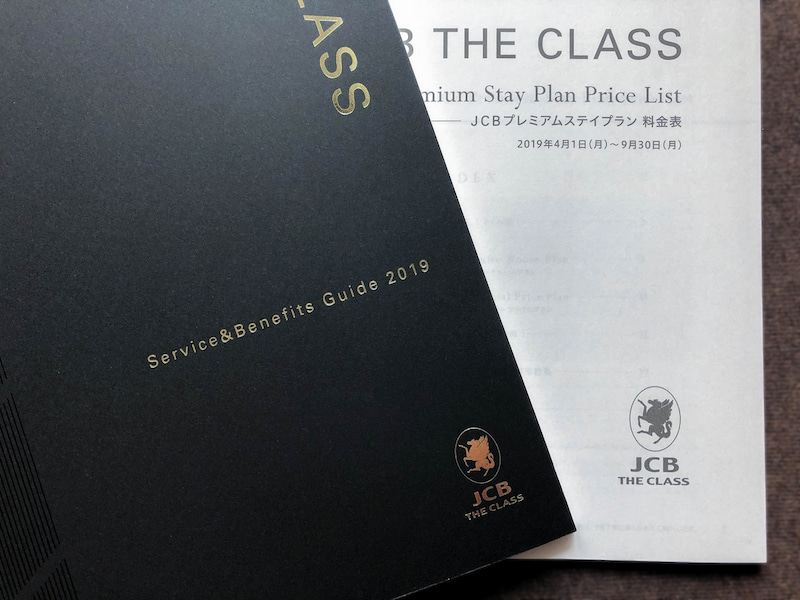 LASS
Service&Benefits Guide 2019
JCB
THE CLASS
B THE CLASS
mium Stay Plan Price List
JCBプレミアムステイプラン 料金表
2019年4月1日(月)〜9月30日(月)
JCB
THE CLASS